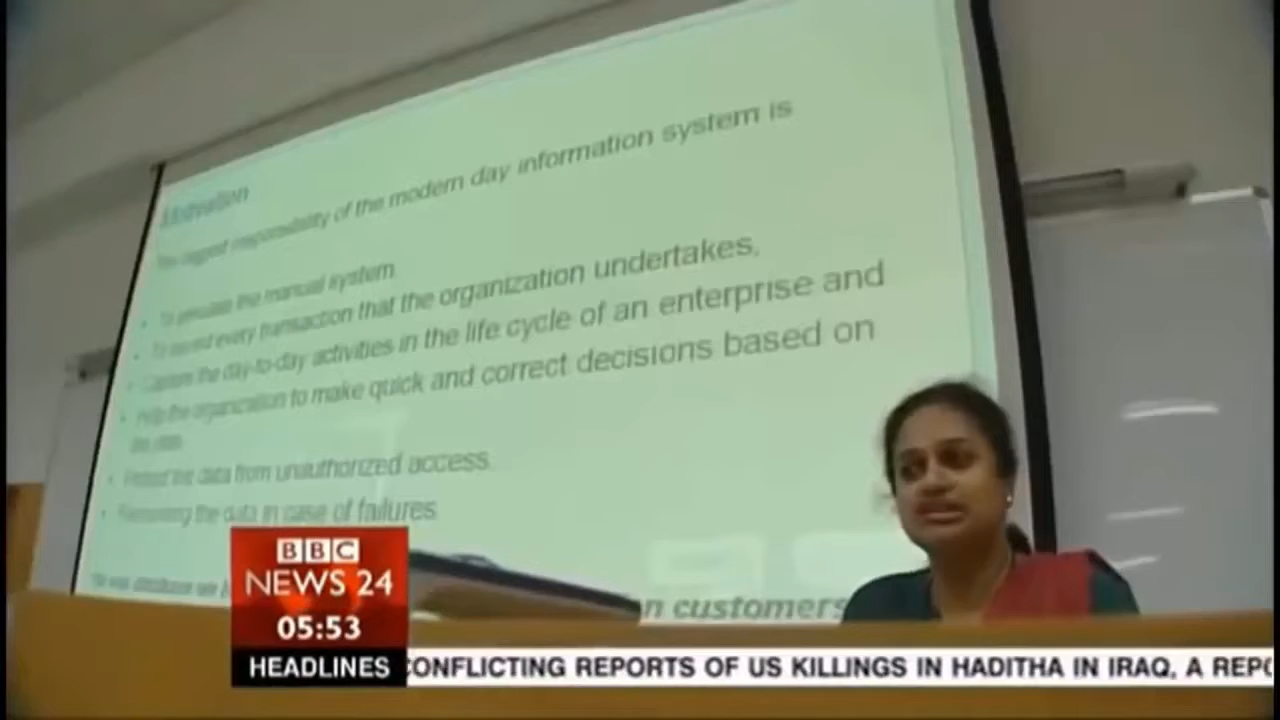 Motivation
The biggest responsibility of the modern day information system is
• To simulate the manual system
• To record every transaction that the organization undertakes,
• Capture the day-to-day activities in the life cycle of an enterprise and
• Help the organization to make quick and correct decisions based on
this data.
• Protect the data from unauthorized access.
• Recovering the data in case of failures
n customers
BBC
NEWS 24
05:53
HEADLINES
CONFLICTING REPORTS OF US KILLINGS IN HADITHA IN IRAQ, A REPO